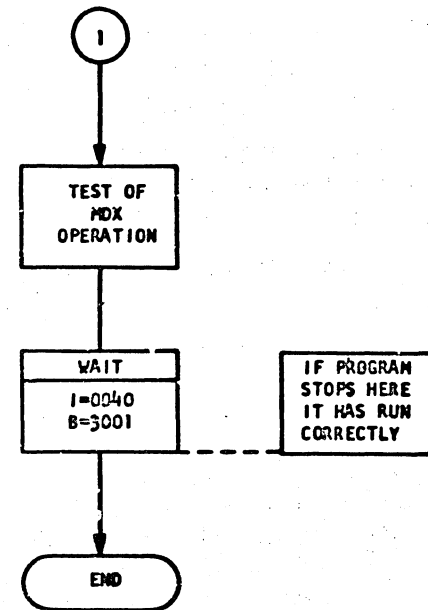 1
TEST OF
MDX
OPERATION
WAIT
I=0040
B=3001
IF PROGRAM
STOPS HERE
IT HAS RUN
CORRECTLY
END